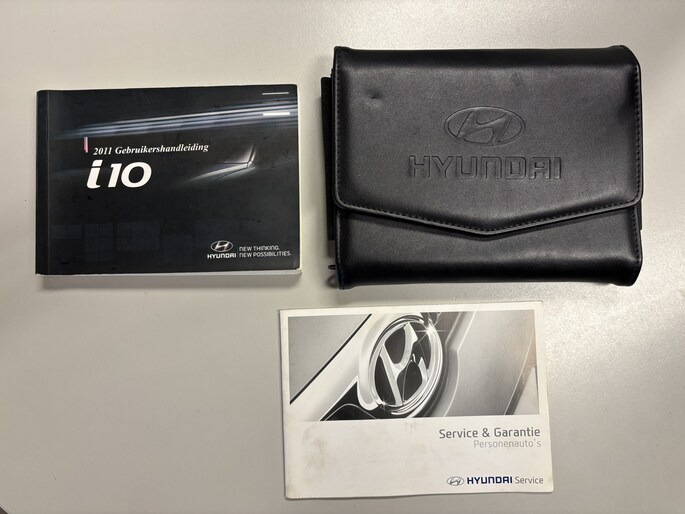 2011 Gebruikershandleiding
i10
HYUNDAI
NEW THINKING.
NEW POSSIBILITIES.
HYUNDAI
Service & Garantie
Personenauto's
HYUNDAI Service